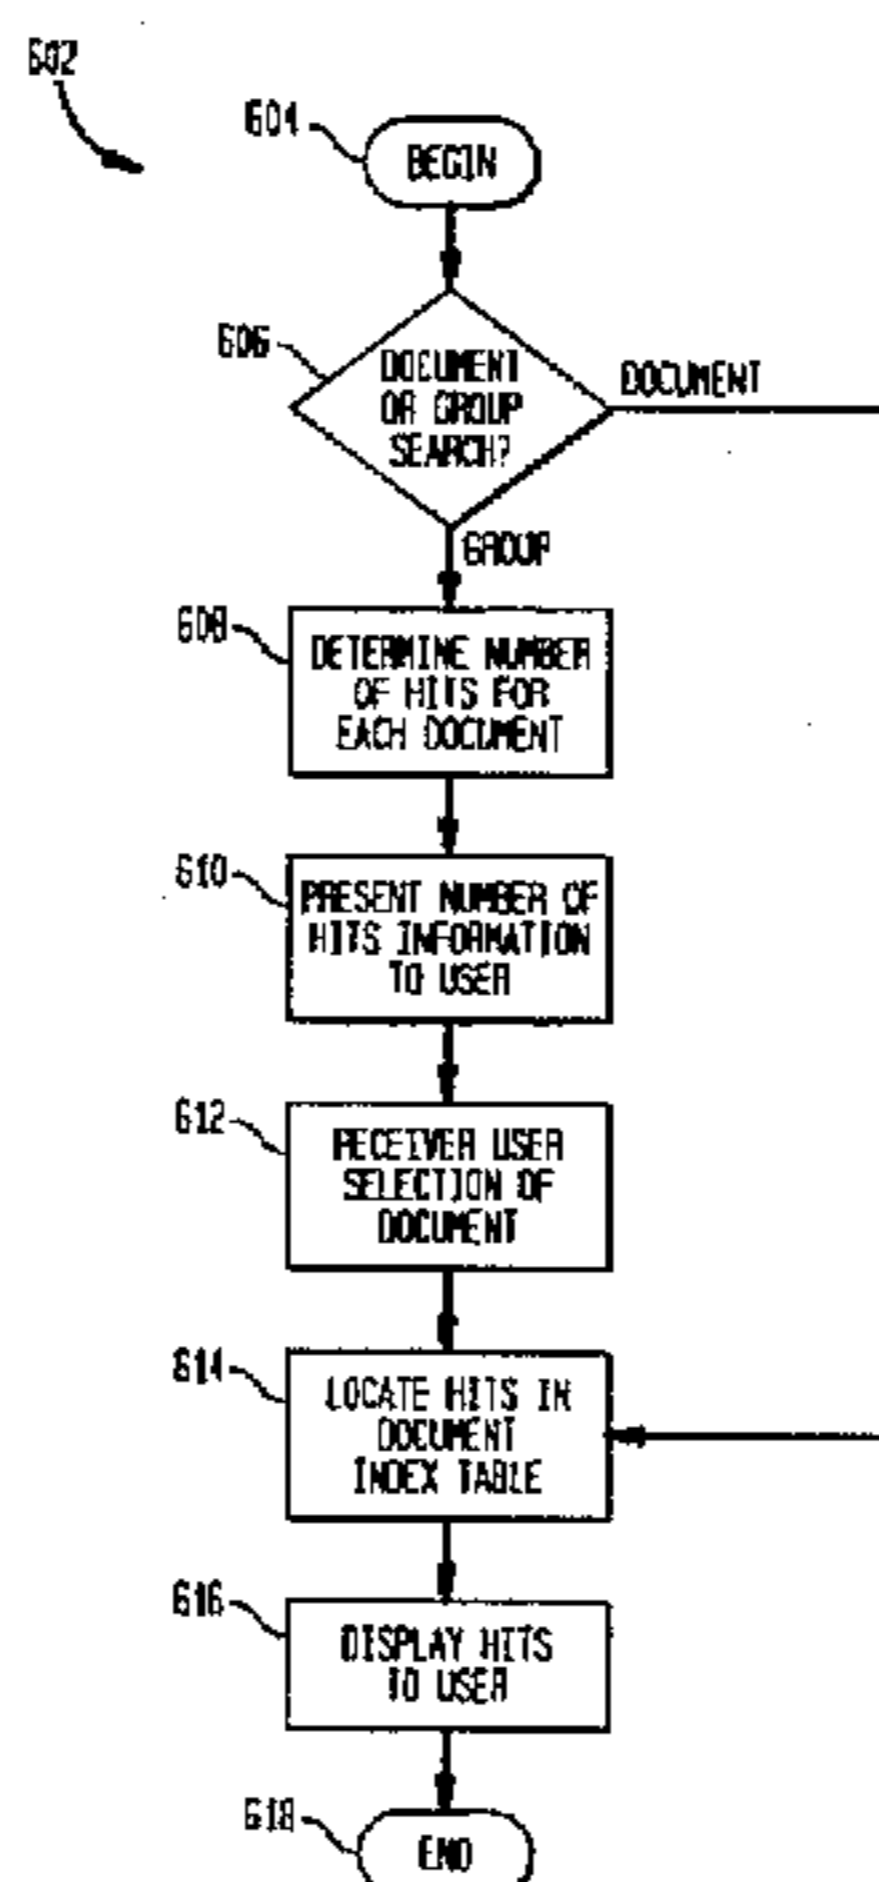 602
604
BEGIN
606
DOCUMENT
OR GROUP
SEARCH?
DOCUMENT
GROUP
608
DETERMINE NUMBER
OF HITS FOR
EACH DOCUMENT
610
PRESENT NUMBER OF
HITS INFORMATION
TO USER
612
RECEIVER USER
SELECTION OF
DOCUMENT
614
LOCATE HITS IN
DOCUMENT
INDEX TABLE
616
DISPLAY HITS
TO USER
618
END